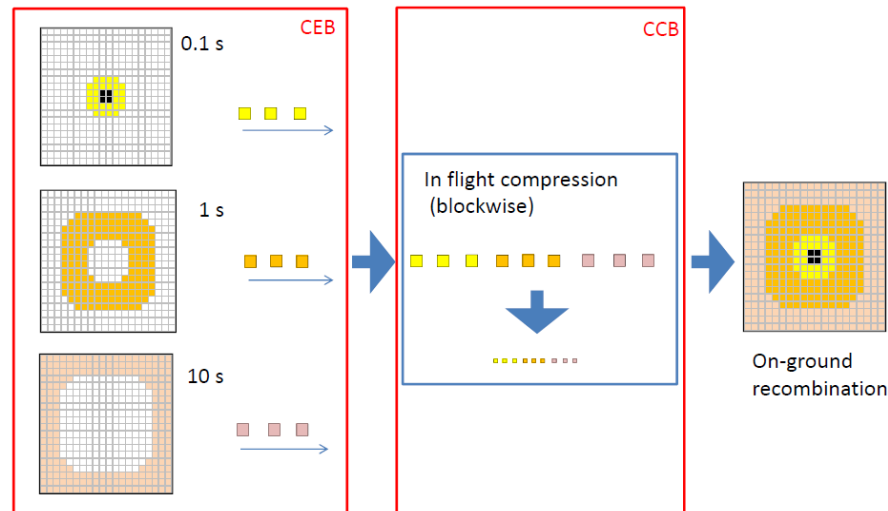 CEB
0.1 s
1 s
10 s
CCB
In flight compression
(blockwise)
On-ground
recombination